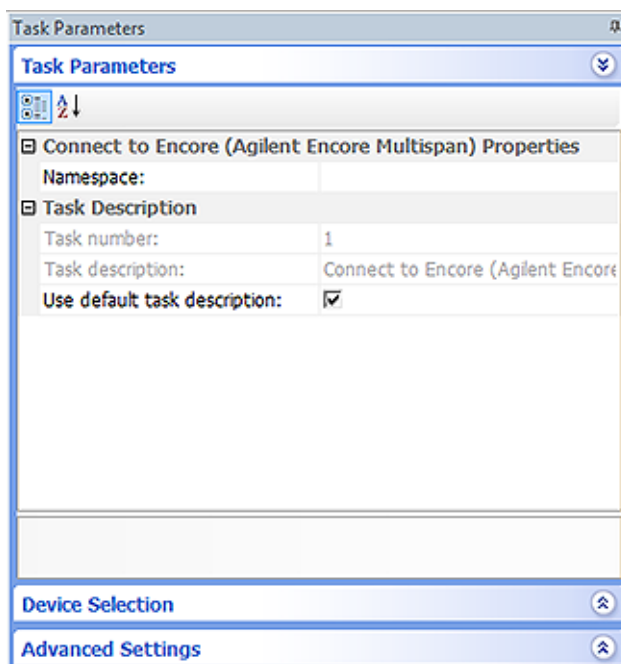 Task Parameters
Task Parameters
Connect to Encore (Agilent Encore Multispan) Properties
Namespace:
Task Description
Task number: 1
Task description: Connect to Encore (Agilent Encore
Use default task description:
Device Selection
Advanced Settings